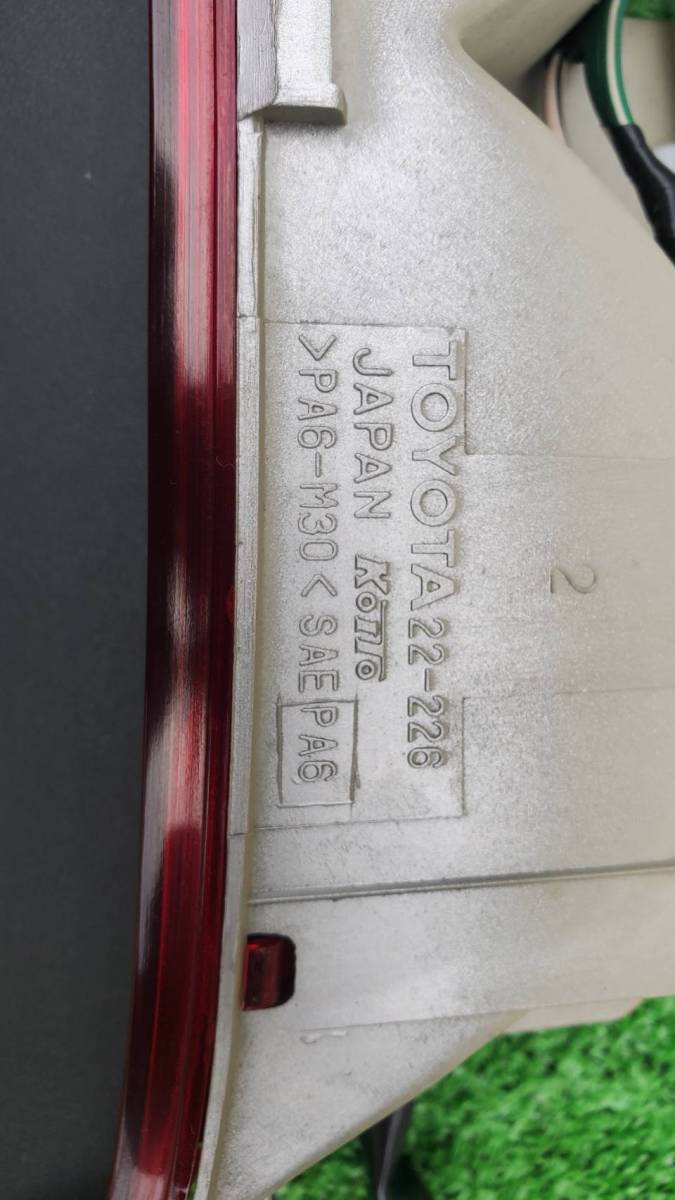 TOYOTA 22-226
JAPAN KOITO
>PA6-M30< SAE PA6
2